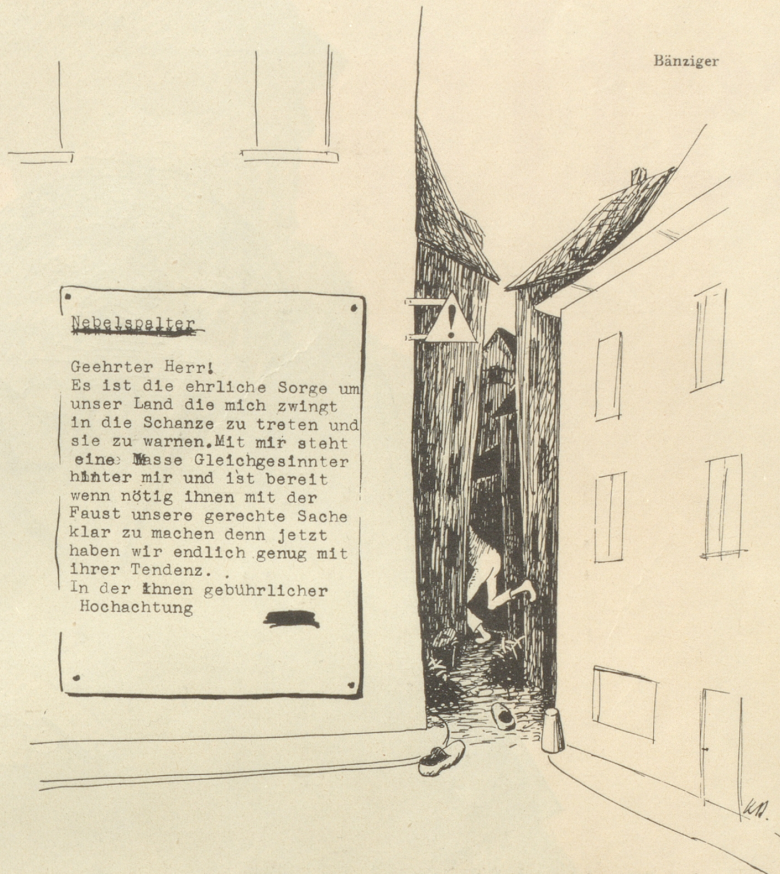 Bänziger
Nebelspalter
Geehrter Herr!
Es ist die ehrliche Sorge um
unser Land die mich zwingt
in die Schanze zu treten und
sie zu warnen.Mit mir steht
eine Masse Gleichgesinnter
hinter mir und ist bereit
wenn nötig ihnen mit der
Faust unsere gerechte Sache
klar zu machen denn jetzt
haben wir endlich genug mit
ihrer Tendenz.
In der ihnen gebührlicher
Hochachtung
!